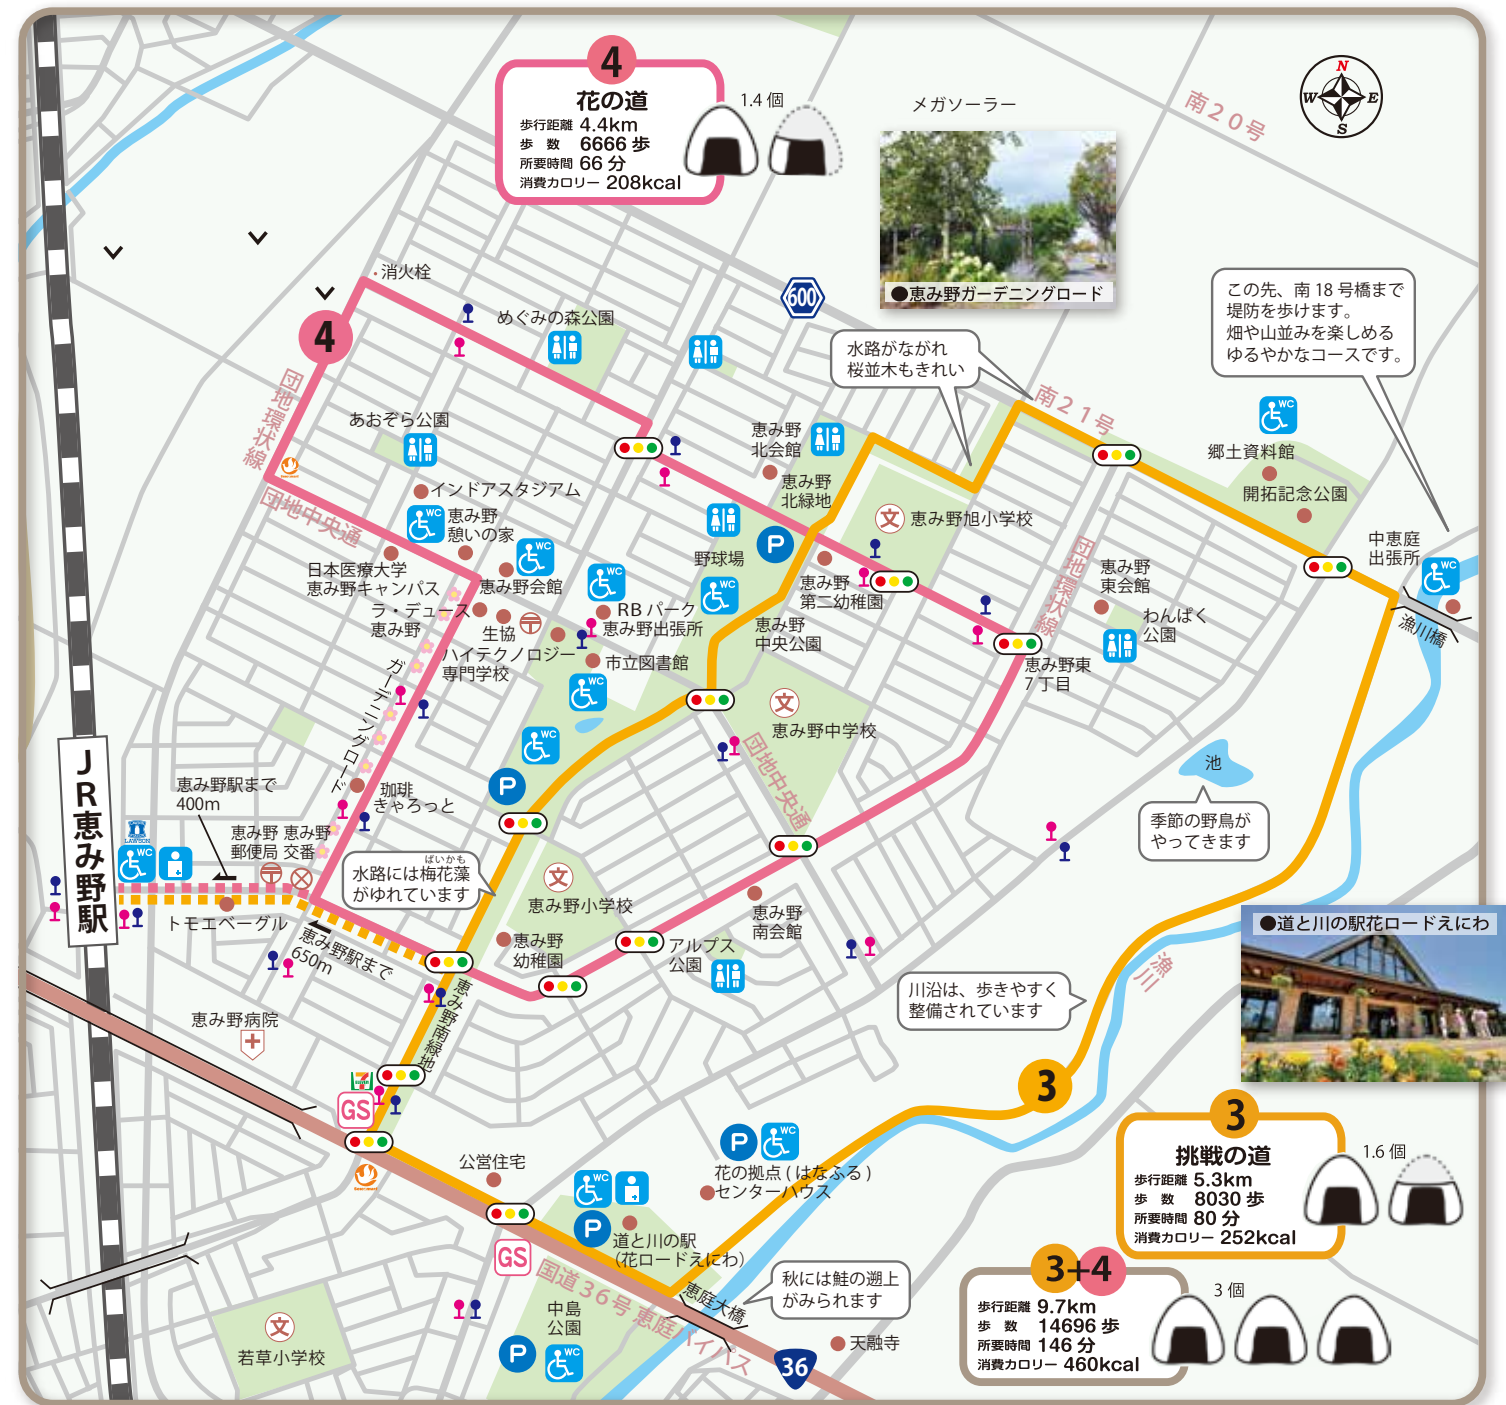 4
花の道
歩行距離 4.4km
歩 数 6666 歩
所要時間 66 分
消費カロリー 208kcal
1.4 個
メガソーラー
南20号
N
W E
S
●恵み野ガーデニングロード
消火栓
4
団地環状線
めぐみの森公園
600
水路がながれ
桜並木もきれい
この先、南 18 号橋まで
堤防を歩けます。
畑や山並みを楽しめる
ゆるやかなコースです。
南21号
あおぞら公園
恵み野
北会館
恵み野
北緑地
WC
郷土資料館
開拓記念公園
インドアスタジアム
団地中央通
WC
恵み野
憩いの家
文
恵み野旭小学校
野球場
P
団地環状線
中恵庭
出張所
WC
漁川橋
日本医療大学
恵み野キャンパス
WC
恵み野会館
WC
WC
恵み野
第二幼稚園
恵み野
東会館
わんぱく
公園
ラ・デュース
恵み野
生協
RB パーク
恵み野出張所
恵み野
中央公園
ハイテクノロジー
専門学校
市立図書館
WC
恵み野東
7 丁目
ガーデニングロード
文
恵み野中学校
WC
団地中央通
池
季節の野鳥が
やってきます
JR恵み野駅
恵み野駅まで
400m
珈琲
きゃろっと
P
LAWSON
WC
恵み野
郵便局
恵み野
交番
水路には梅花藻
ばいかも
がゆれています
文
恵み野小学校
トモエベーグル
恵み野駅まで
650m
恵み野
幼稚園
恵み野
南会館
アルプス
公園
●道と川の駅花ロードえにわ
漁川
川沿は、歩きやすく
整備されています
恵み野南緑地
恵み野病院
7
GS
3
公営住宅
P
WC
花の拠点 ( はなふる )
センターハウス
WC
P
道と川の駅
(花ロードえにわ)
GS
国道36号 恵庭バイパス
恵庭大橋
秋には鮭の遡上
がみられます
中島
公園
P
WC
天融寺
36
文
若草小学校
3
挑戦の道
歩行距離 5.3km
歩 数 8030 歩
所要時間 80 分
消費カロリー 252kcal
1.6 個
3+4
歩行距離 9.7km
歩 数 14696 歩
所要時間 146 分
消費カロリー 460kcal
3 個